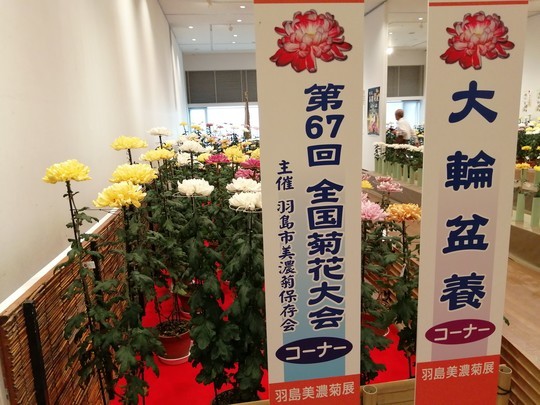 第67回 全国菊花大会
主催 羽島市美濃菊保存会
コーナー
羽島美濃菊展
大輪盆養
コーナー
羽島美濃菊展